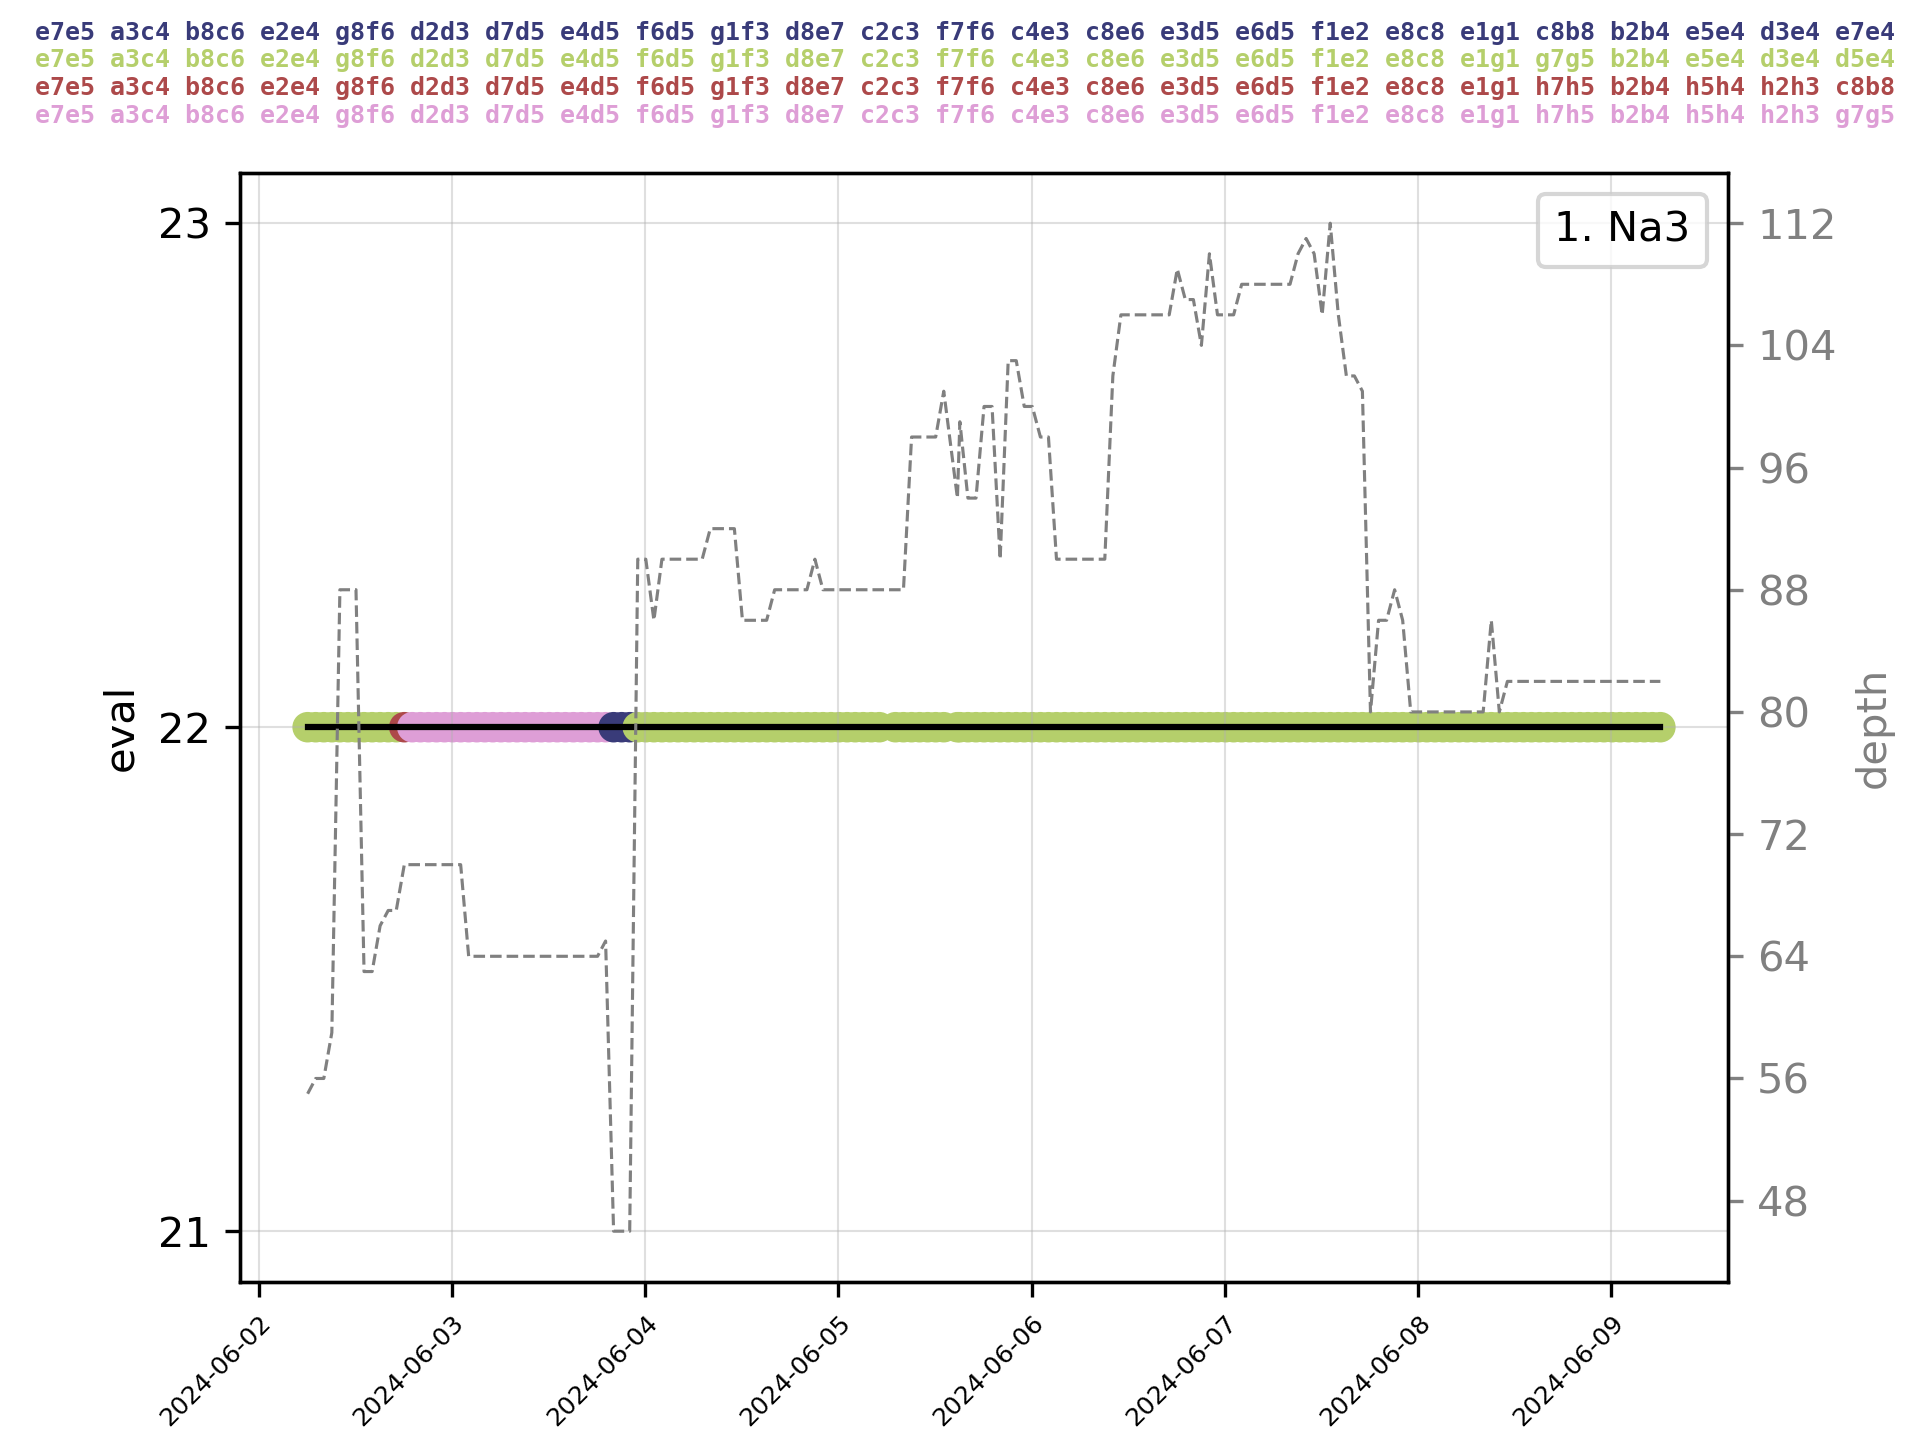 e7e5 a3c4 b8c6 e2e4 g8f6 d2d3 d7d5 e4d5 f6d5 g1f3 d8e7 c2c3 f7f6 c4e3 c8e6 e3d5 e6d5 f1e2 e8c8 e1g1 c8b8 b2b4 e5e4 d3e4 e7e4
e7e5 a3c4 b8c6 e2e4 g8f6 d2d3 d7d5 e4d5 f6d5 g1f3 d8e7 c2c3 f7f6 c4e3 c8e6 e3d5 e6d5 f1e2 e8c8 e1g1 g7g5 b2b4 e5e4 d3e4 d5e4
e7e5 a3c4 b8c6 e2e4 g8f6 d2d3 d7d5 e4d5 f6d5 g1f3 d8e7 c2c3 f7f6 c4e3 c8e6 e3d5 e6d5 f1e2 e8c8 e1g1 h7h5 b2b4 h5h4 h2h3 c8b8
e7e5 a3c4 b8c6 e2e4 g8f6 d2d3 d7d5 e4d5 f6d5 g1f3 d8e7 c2c3 f7f6 c4e3 c8e6 e3d5 e6d5 f1e2 e8c8 e1g1 h7h5 b2b4 h5h4 h2h3 g7g5
1. Na3
23
22
21
eval
112
104
96
88
80
72
64
56
48
depth
2024-06-02
2024-06-03
2024-06-04
2024-06-05
2024-06-06
2024-06-07
2024-06-08
2024-06-09